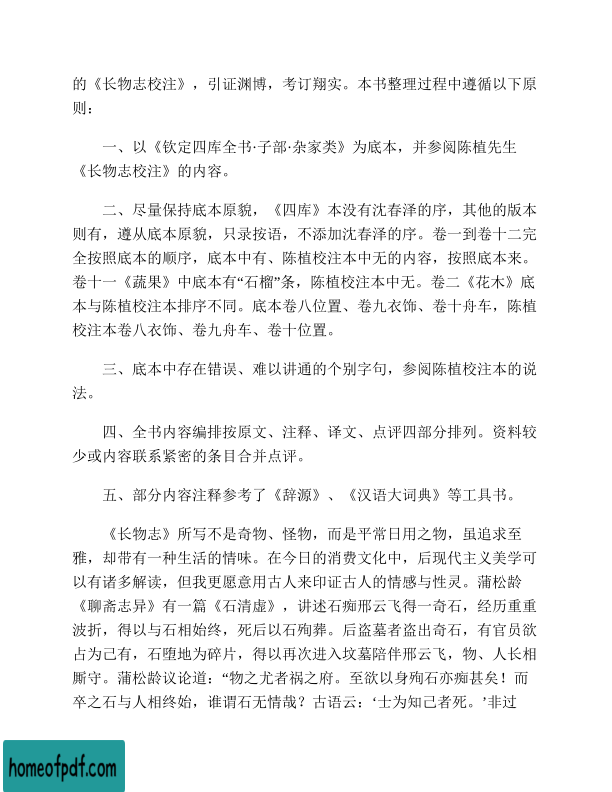 的《长物志校注》，引证渊博，考订翔实。本书整理过程中遵循以下原
则：
一、以《钦定四库全书·子部·杂家类》为底本，并参阅陈植先生
《长物志校注》的内容。
二、尽量保持底本原貌，《四库》本没有沈春泽的序，其他的版本
则有，遵从底本原貌，只录按语，不添加沈春泽的序。卷一到卷十二完
全按照底本的顺序，底本中有、陈植校注本中无的内容，按照底本来。
卷十一《蔬果》中底本有“石榴”条，陈植校注本中无。卷二《花木》底
本与陈植校注本排序不同。底本卷八位置、卷九衣饰、卷十舟车，陈植
校注本卷八衣饰、卷九舟车、卷十位置。
三、底本中存在错误、难以讲通的个别字句，参阅陈植校注本的说
法。
四、全书内容编排按原文、注释、译文、点评四部分排列。资料较
少或内容联系紧密的条目合并点评。
五、部分内容注释参考了《辞源》、《汉语大词典》等工具书。
《长物志》所写不是奇物、怪物，而是平常日用之物，虽追求至
雅，却带有一种生活的情味。在今日的消费文化中，后现代主义美学可
以有诸多解读，但我更愿意用古人来印证古人的情感与性灵。蒲松龄
《聊斋志异》有一篇《石清虚》，讲述石痴邢云飞得一奇石，经历重重
波折，得以与石相始终，死后以石殉葬。后盗墓者盗出奇石，有官员欲
占为己有，石堕地为碎片，得以再次进入坟墓陪伴邢云飞，物、人长相
厮守。蒲松龄议论道：“物之尤者祸之府。至欲以身殉石亦痴甚矣！而
卒之石与人相终始，谁谓石无情哉？古语云：‘士为知己者死。’非过
homeofpdf.com